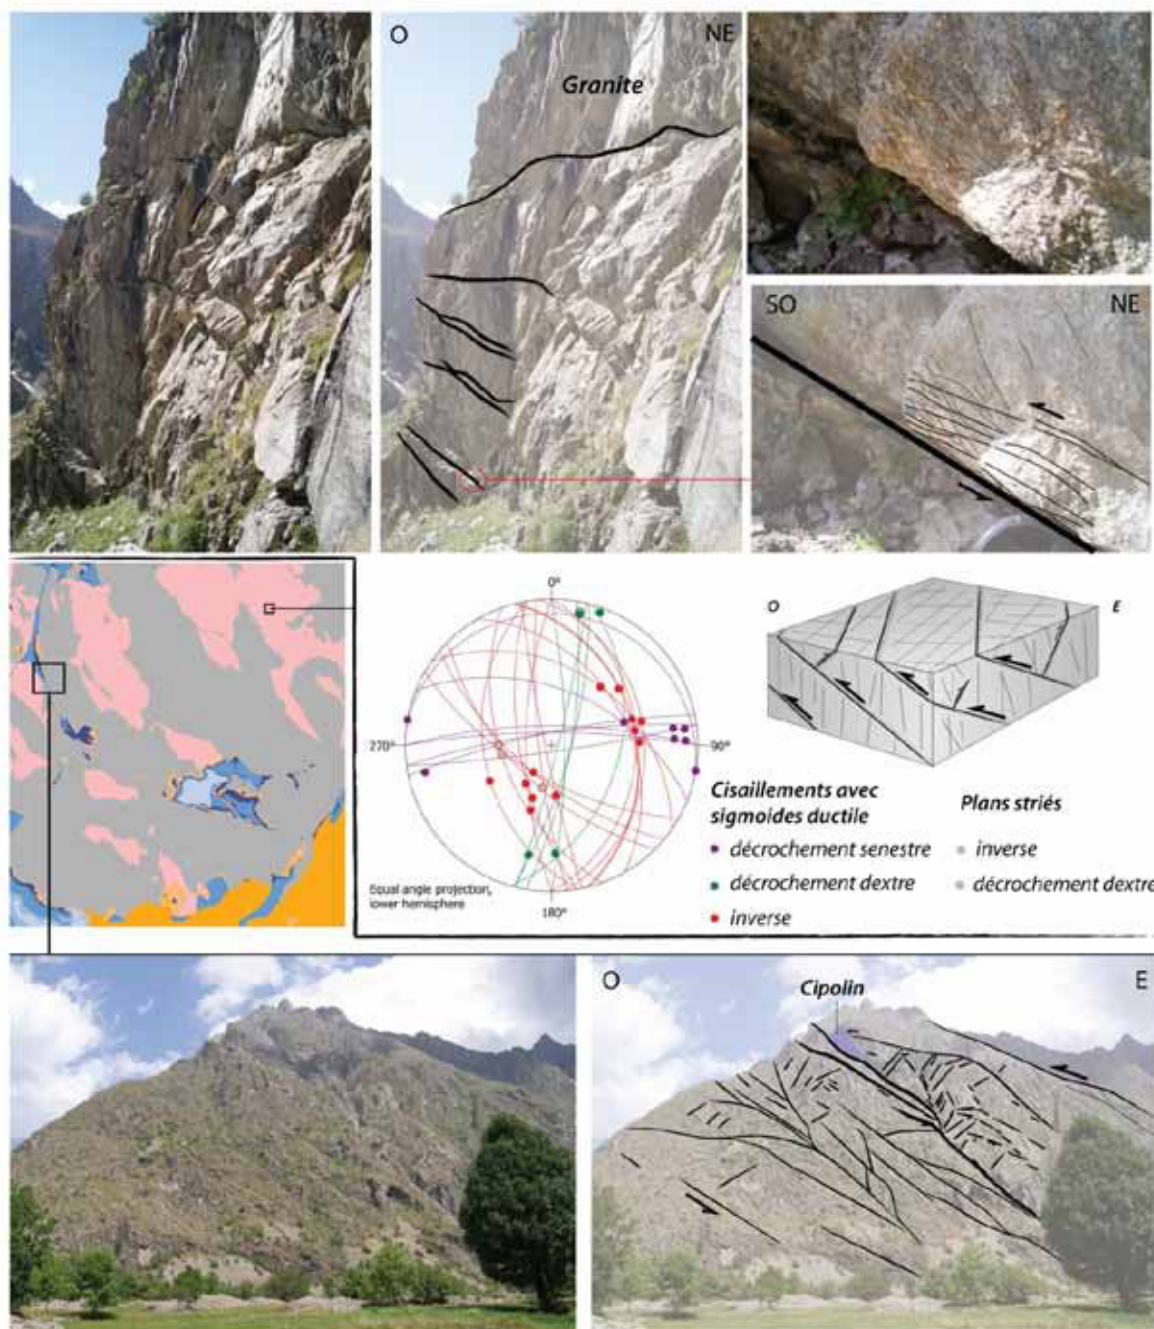 O
NE
Granite
SO
NE
0°
270°
90°
180°
Equal angle projection,
lower hemisphere
O
E
Cisaillements avec
sigmoides ductile
décrochement senestre
décrochement dextre
inverse
Plans striés
inverse
décrochement dextre
O
E
Cipolin